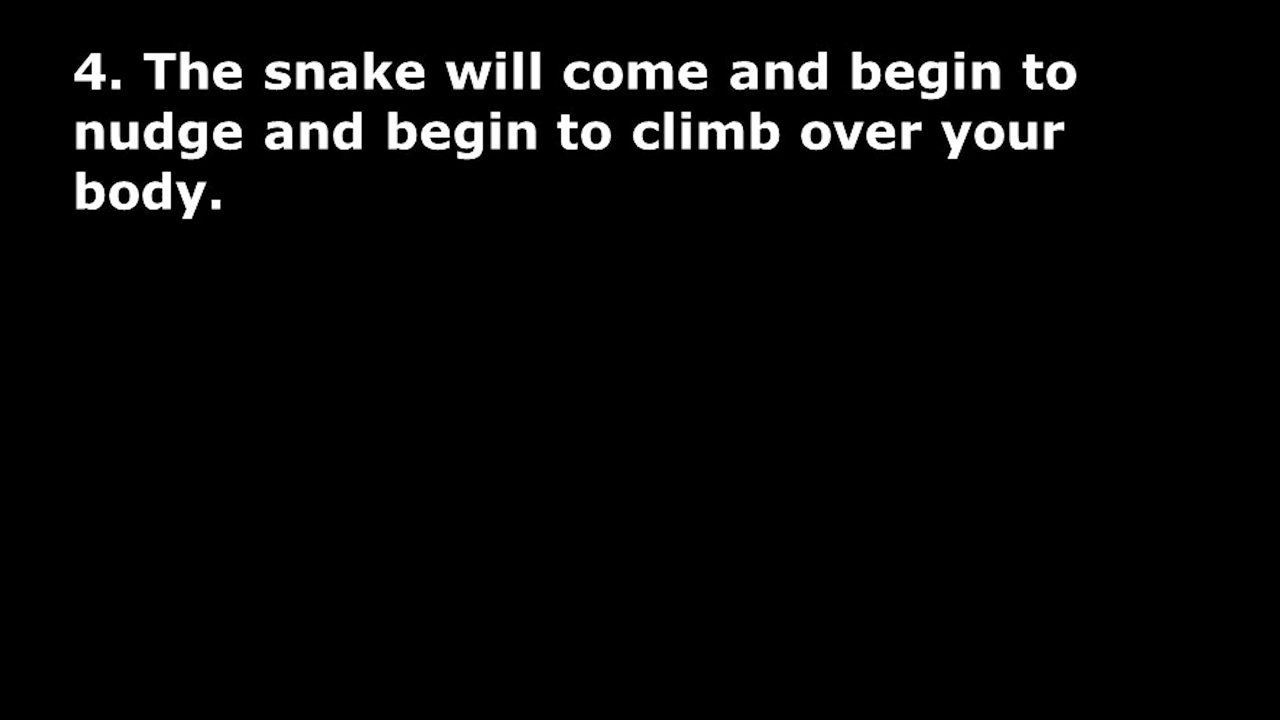 4. The snake will come and begin to
nudge and begin to climb over your
body.